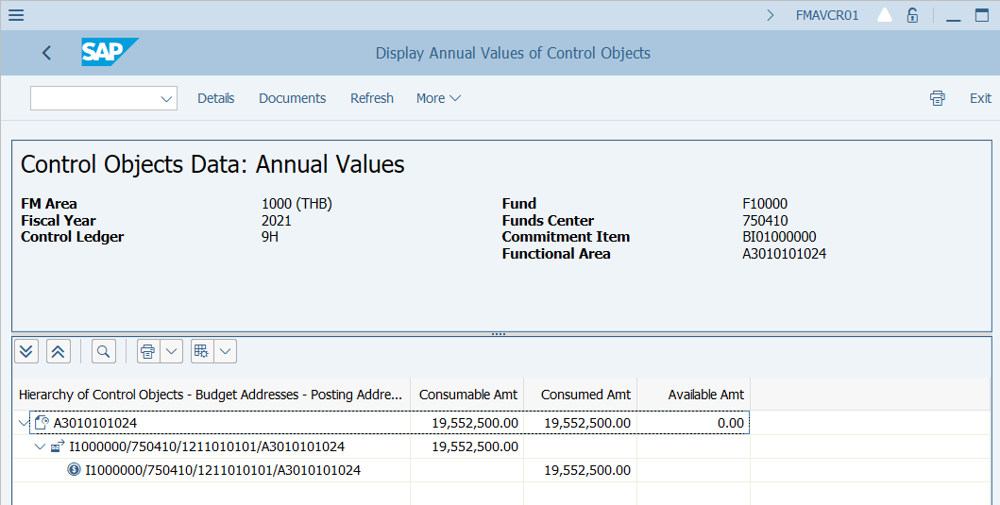 FMAVCR01
SAP
Display Annual Values of Control Objects
Details Documents Refresh More Exit
Control Objects Data: Annual Values
FM Area 1000 (THB) Fund F10000
Fiscal Year 2021 Funds Center 750410
Control Ledger 9H Commitment Item BI01000000
Functional Area A3010101024
Hierarchy of Control Objects - Budget Addresses - Posting Addre... Consumable Amt Consumed Amt Available Amt
A3010101024 19,552,500.00 19,552,500.00 0.00
I1000000/750410/1211010101/A3010101024 19,552,500.00
I1000000/750410/1211010101/A3010101024 19,552,500.00